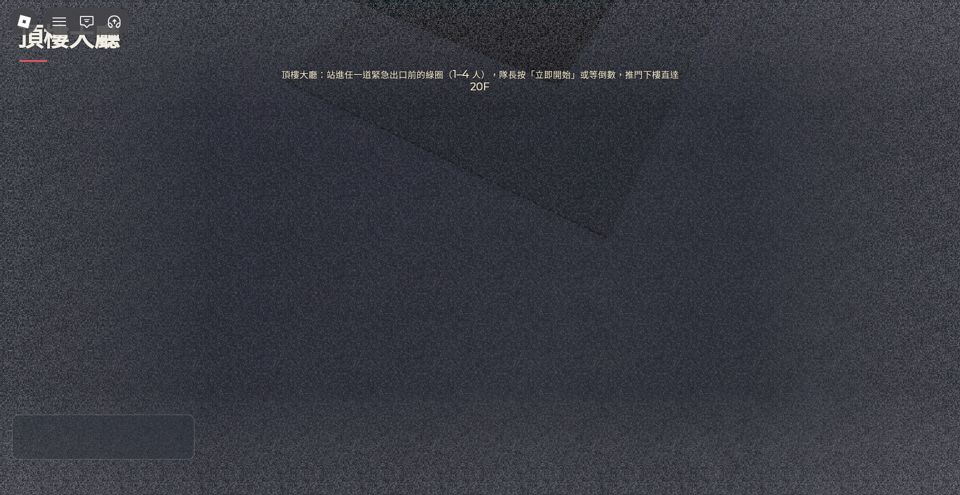 頂樓大廳
頂樓大廳：站進任一道緊急出口前的綠圈（1–4 人），隊長按「立即開始」或等倒數，推門下樓直達
20F